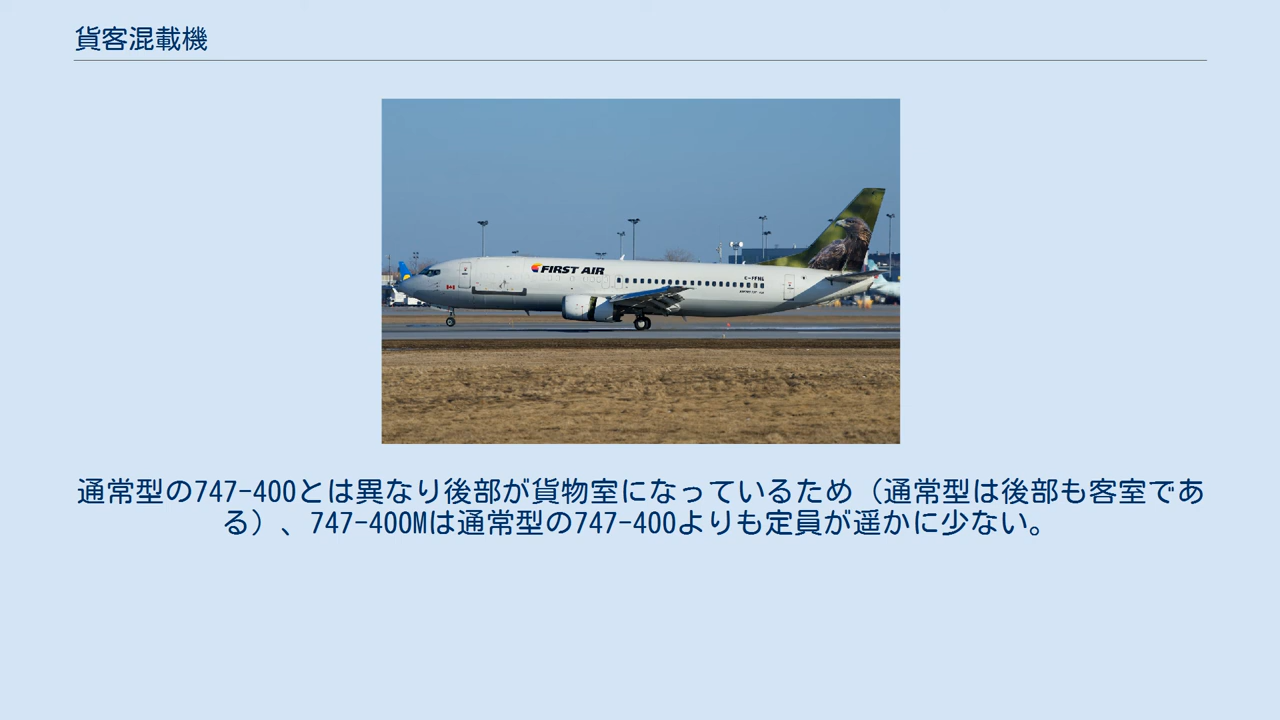 貨客混載機
FIRST AIR
通常型の747-400とは異なり後部が貨物室になっているため（通常型は後部も客室であ
る）、747-400Mは通常型の747-400よりも定員が遥かに少ない。